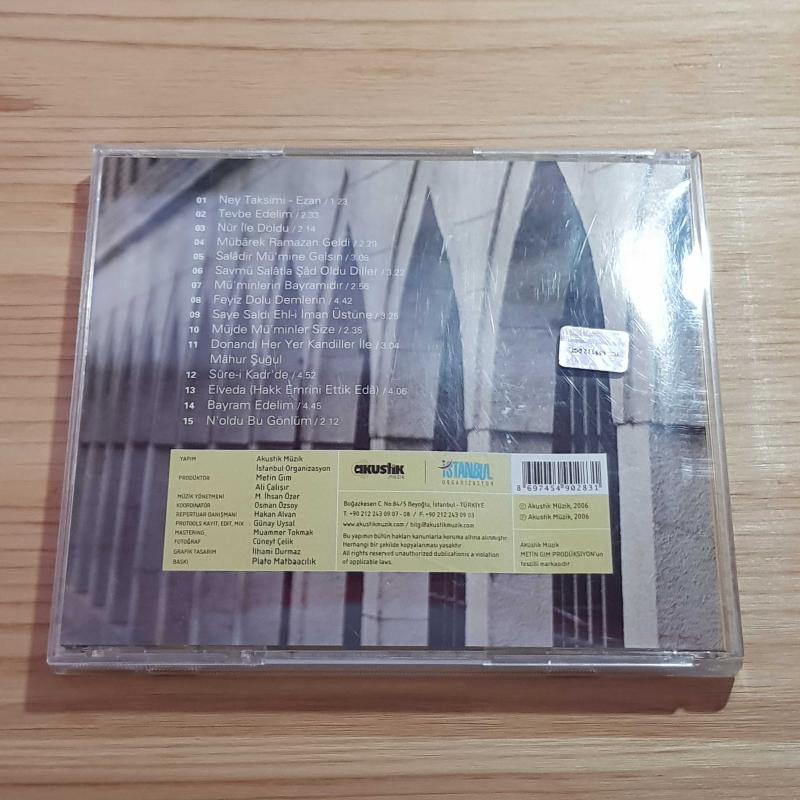 01 Ney Taksimi - Ezan / 1.23
02 Tevbe Edelim / 2.33
03 Nûr İle Doldu / 2.14
04 Mübârek Ramazan Geldi / 2.29
05 Salâdır Mü'mine Gelsin / 3.08
06 Savmü Salâtla Şâd Oldu Diller / 3.22
07 Mü'minlerin Bayramıdır / 2.56
08 Feyiz Dolu Demlerin / 4.42
09 Saye Saldı Ehl-i İman Üstüne / 3.25
10 Müjde Mü'minler Size / 2.35
11 Donandı Her Yer Kandiller İle / 3.04
Mâhur Şuğul
12 Sûre-i Kadr'de / 4.52
13 Elveda (Hakk Emrini Ettik Edâ) / 4.06
14 Bayram Edelim / 4.45
15 N'oldu Bu Gönlüm / 2.12
YAPIM Akustik Müzik
İstanbul Organizasyon
PRODÜKTÖR Metin Gim
Ali Çalışır
MÜZİK YÖNETMENİ M. İhsan Özer
KOORDİNATÖR Osman Özsoy
REPERTUAR DANIŞMANI Hakan Alvan
PROTOOLS KAYIT, EDIT, MIX Günay Uysal
MASTERING Muammer Tokmak
FOTOĞRAF Cüneyt Çelik
GRAFİK TASARIM İlhami Durmaz
BASKI Plato Matbaacılık
akustik
müzik
iSTANBUL
ORGANİZASYON
Boğazkesen C. No.84/5 Beyoğlu, İstanbul - TÜRKİYE
T. +90 212 243 09 07 - 08 / F. +90 212 243 09 03
www.akustikmuzik.com / bilgi@akustikmuzik.com
Bu yapımın bütün hakları kanunlarla koruma altına alınmıştır.
Herhangi bir şekilde kopyalanması yasaktır.
All rights reserved unauthorized dublication is a violation
of applicable laws.
8 697454 902831
℗ Akustik Müzik, 2006
© Akustik Müzik, 2006
Akustik Müzik
METİN GIM PRODÜKSİYON'un
tescilli markasıdır.